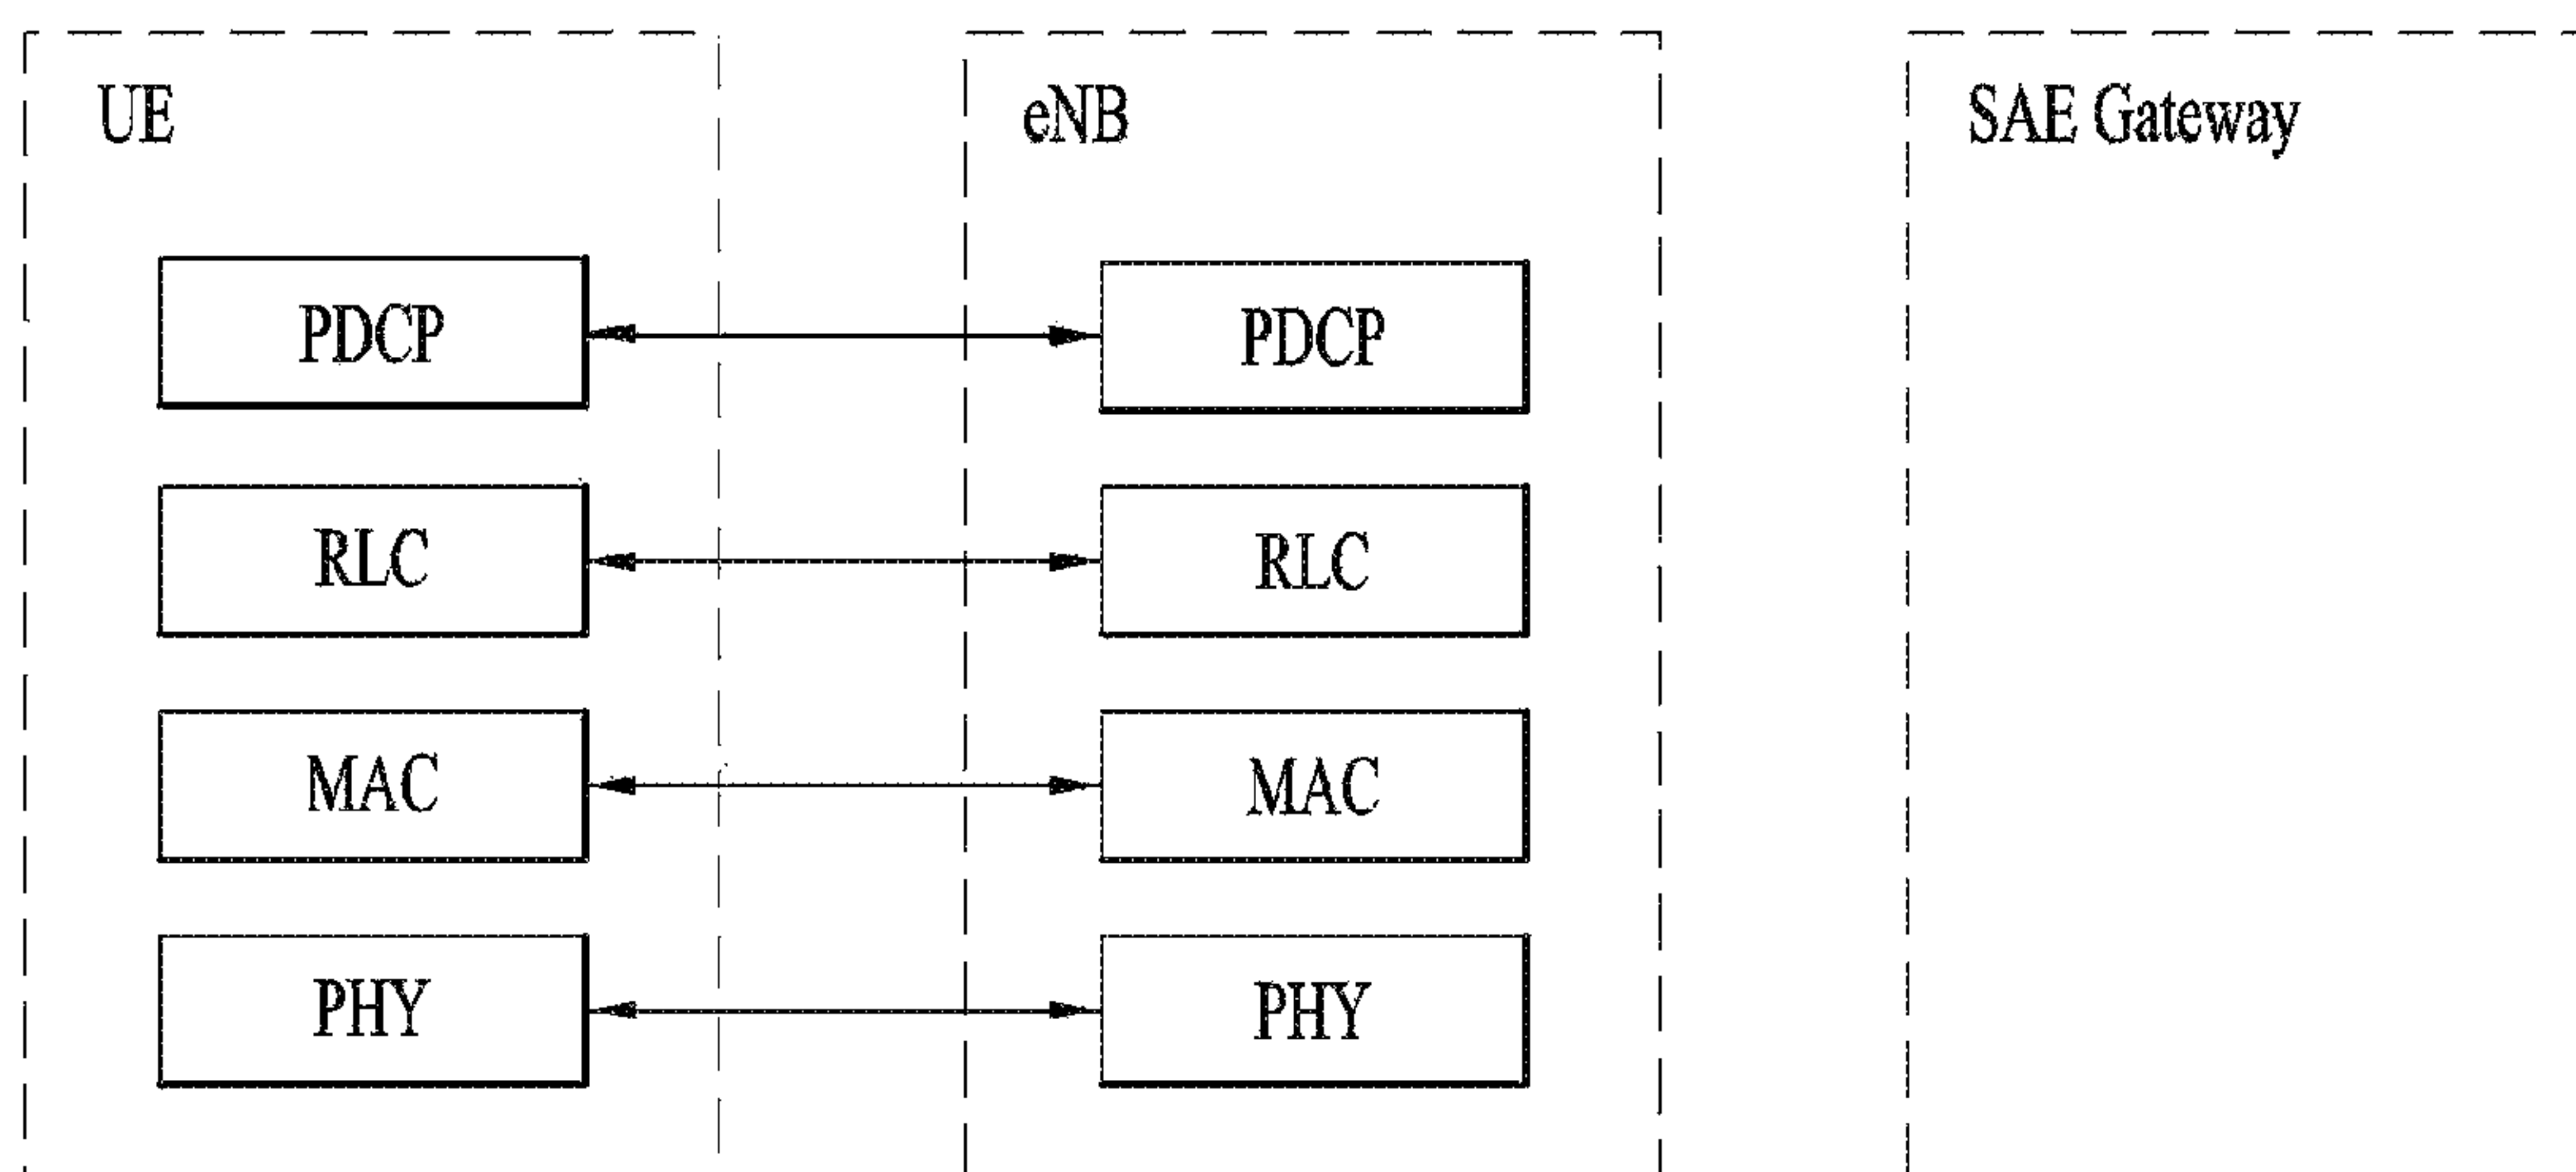 UE
eNB
SAE Gateway
PDCP
PDCP
RLC
RLC
MAC
MAC
PHY
PHY